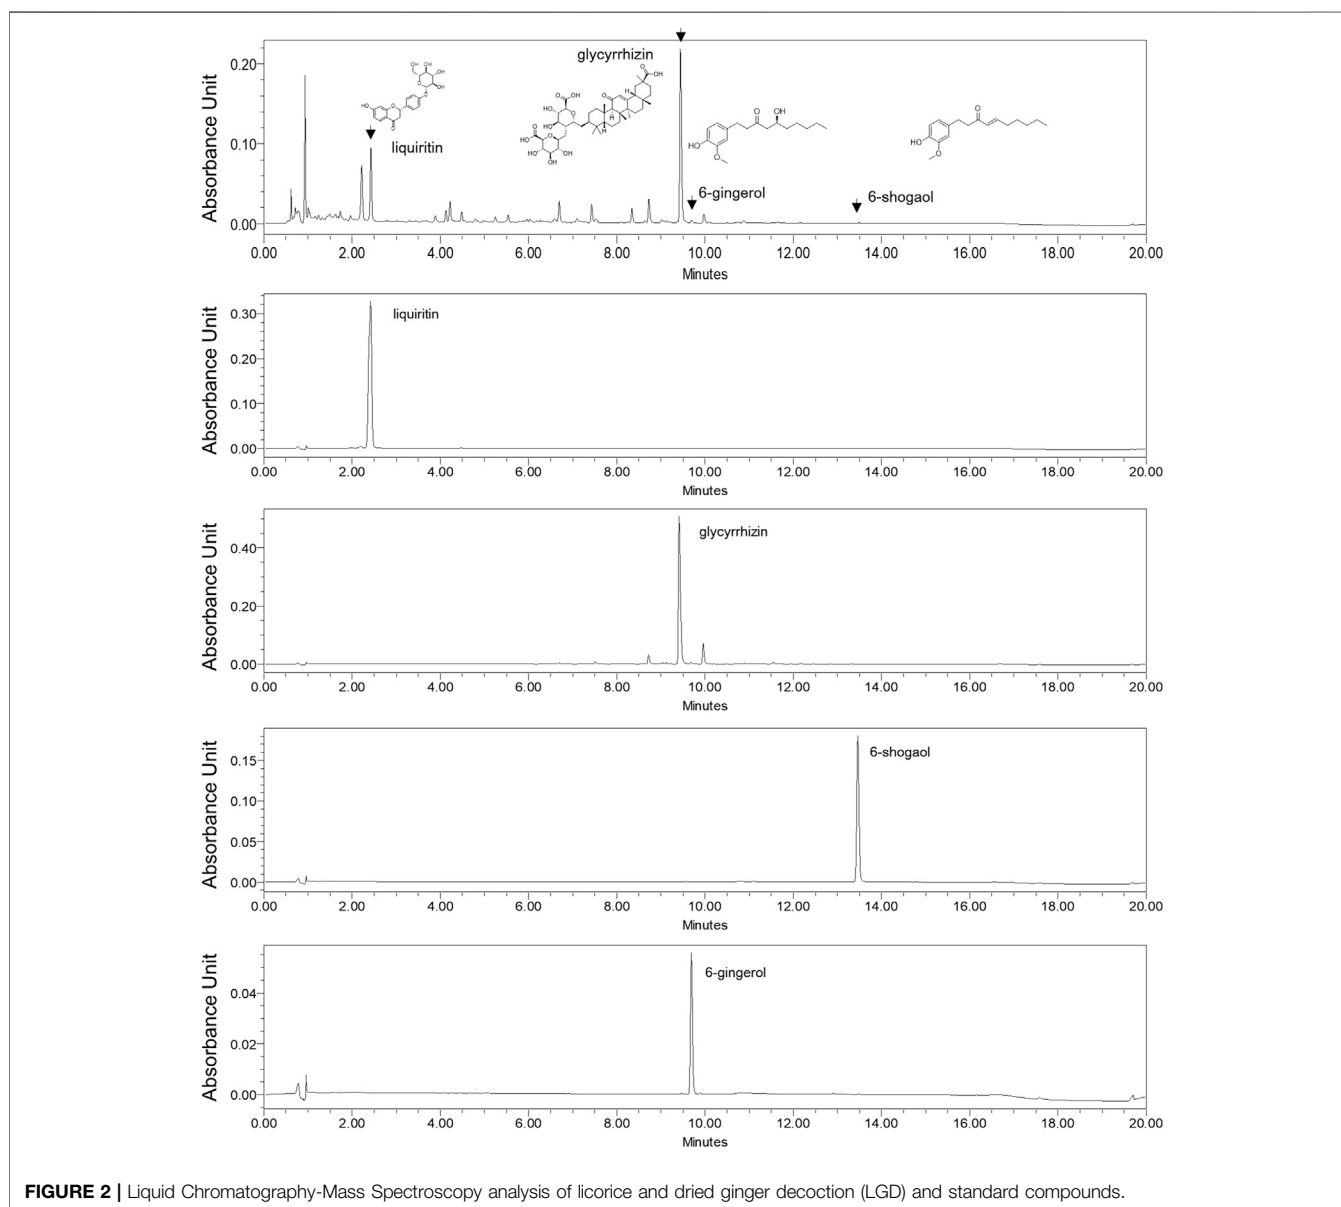 glycyrrhizin
liquiritin
6-gingerol
6-shogaol
Absorbance Unit
0.20
0.10
0.00
0.00 2.00 4.00 6.00 8.00 10.00 12.00 14.00 16.00 18.00 20.00
Minutes
liquiritin
Absorbance Unit
0.30
0.20
0.10
0.00
0.00 2.00 4.00 6.00 8.00 10.00 12.00 14.00 16.00 18.00 20.00
Minutes
glycyrrhizin
Absorbance Unit
0.40
0.20
0.00
0.00 2.00 4.00 6.00 8.00 10.00 12.00 14.00 16.00 18.00 20.00
Minutes
6-shogaol
Absorbance Unit
0.15
0.10
0.05
0.00
0.00 2.00 4.00 6.00 8.00 10.00 12.00 14.00 16.00 18.00 20.00
Minutes
6-gingerol
Absorbance Unit
0.04
0.02
0.00
0.00 2.00 4.00 6.00 8.00 10.00 12.00 14.00 16.00 18.00 20.00
Minutes
FIGURE 2 | Liquid Chromatography-Mass Spectroscopy analysis of licorice and dried ginger decoction (LGD) and standard compounds.